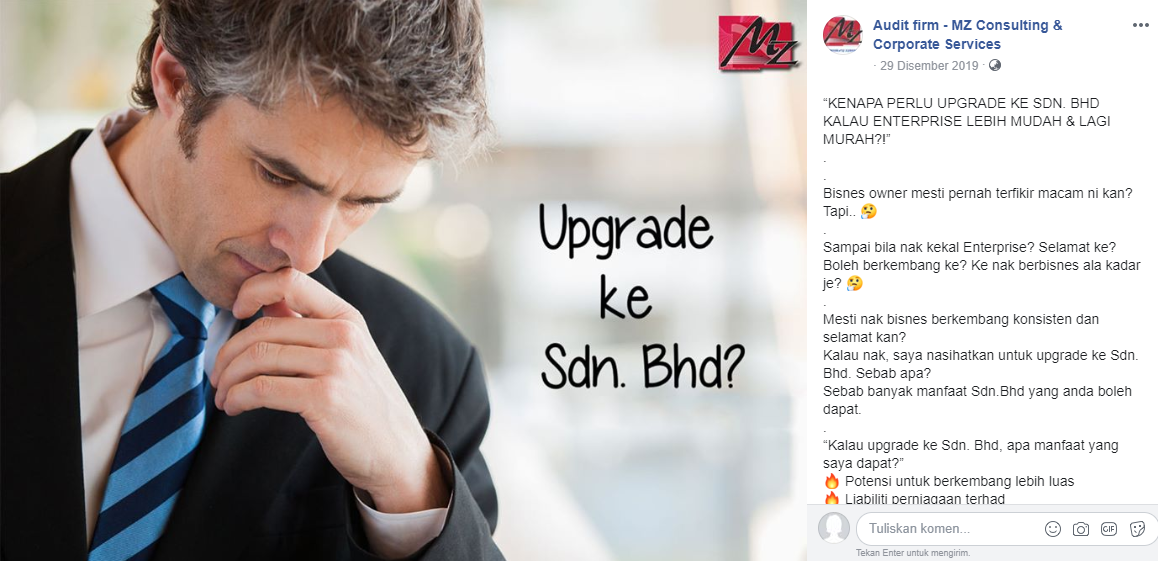 MZ
Upgrade
ke
Sdn. Bhd?
Audit firm - MZ Consulting &
Corporate Services
· 29 Disember 2019 ·
“KENAPA PERLU UPGRADE KE SDN. BHD
KALAU ENTERPRISE LEBIH MUDAH & LAGI
MURAH?!”
.
.
Bisnes owner mesti pernah terfikir macam ni kan?
Tapi.. 😢
.
Sampai bila nak kekal Enterprise? Selamat ke?
Boleh berkembang ke? Ke nak berbisnes ala kadar
je? 😢
.
Mesti nak bisnes berkembang konsisten dan
selamat kan?
Kalau nak, saya nasihatkan untuk upgrade ke Sdn.
Bhd. Sebab apa?
Sebab banyak manfaat Sdn.Bhd yang anda boleh
dapat.
.
“Kalau upgrade ke Sdn. Bhd, apa manfaat yang
saya dapat?”
🔥 Potensi untuk berkembang lebih luas
🔥 Liabiliti perniagaan terhad
Tuliskan komen...
GIF
Tekan Enter untuk mengirim.